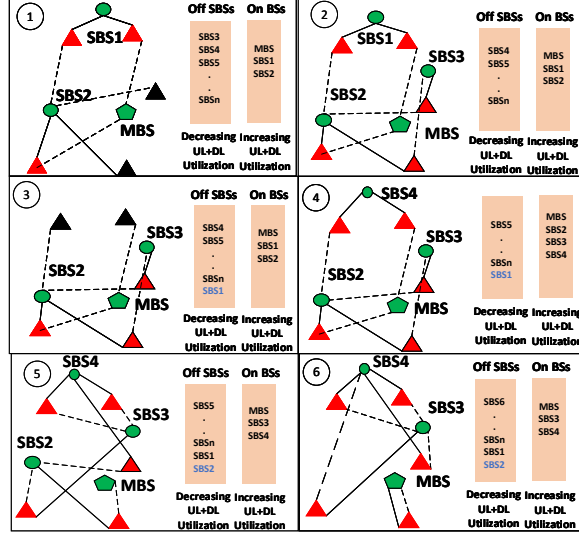 1
Off SBSs On BSs
SBS1
SBS3
SBS4
SBS5
.
.
SBSn
MBS
SBS1
SBS2
SBS2
MBS
Decreasing
UL+DL
Utilization
Increasing
UL+DL
Utilization
2
Off SBSs On BSs
SBS1
SBS3
SBS4
SBS5
.
.
SBSn
MBS
SBS1
SBS2
SBS2
MBS
Decreasing
UL+DL
Utilization
Increasing
UL+DL
Utilization
3
Off SBSs On BSs
SBS3
SBS4
SBS5
.
.
SBSn
SBS1
MBS
SBS1
SBS2
SBS2
MBS
Decreasing
UL+DL
Utilization
Increasing
UL+DL
Utilization
4
SBS4
Off SBSs On BSs
SBS3
SBS5
.
.
SBSn
SBS1
MBS
SBS2
SBS3
SBS4
SBS2
MBS
Decreasing
UL+DL
Utilization
Increasing
UL+DL
Utilization
5
SBS4
Off SBSs On BSs
SBS3
SBS5
.
.
SBSn
SBS1
SBS2
MBS
SBS3
SBS4
SBS2
MBS
Decreasing
UL+DL
Utilization
Increasing
UL+DL
Utilization
6
SBS4
Off SBSs On BSs
SBS3
SBS6
.
.
SBSn
SBS1
SBS2
MBS
SBS3
SBS4
MBS
Decreasing
UL+DL
Utilization
Increasing
UL+DL
Utilization